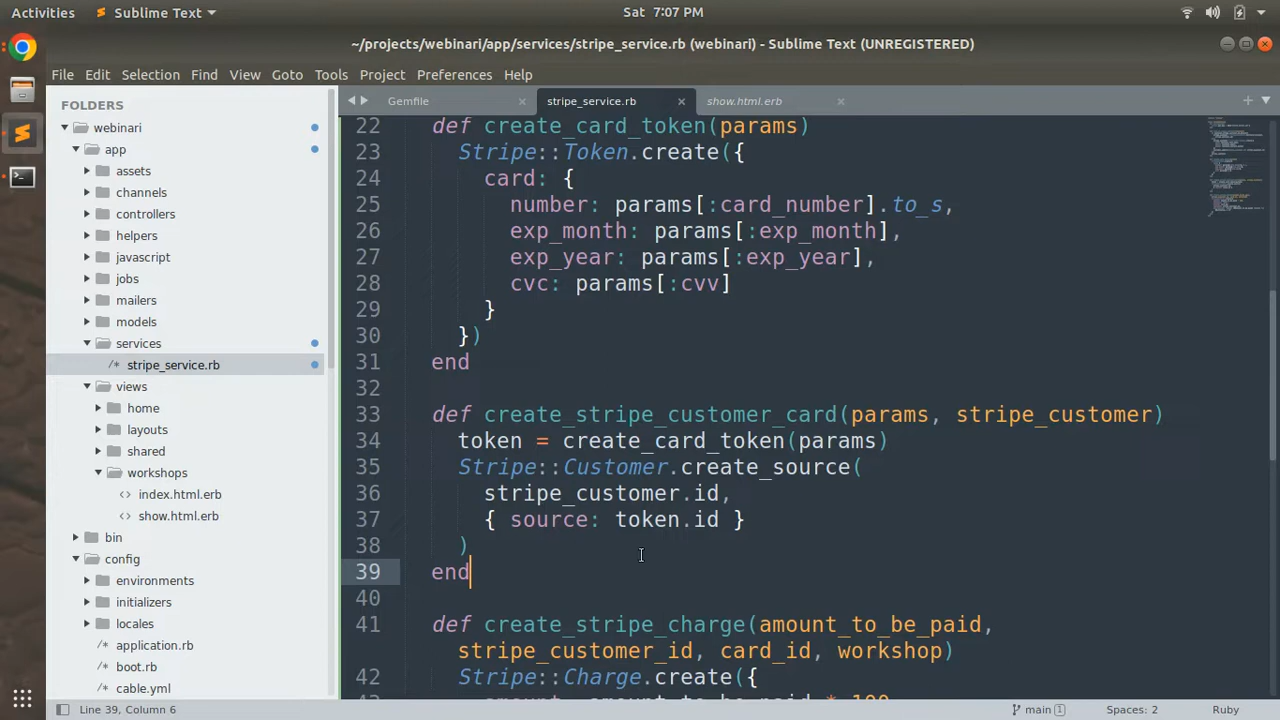 Activities
Sublime Text
Sat 7:07 PM
~/projects/webinari/app/services/stripe_service.rb (webinari) - Sublime Text (UNREGISTERED)
File Edit Selection Find View Goto Tools Project Preferences Help
FOLDERS
webinari
app
assets
channels
controllers
helpers
javascript
jobs
mailers
models
services
/* stripe_service.rb
views
home
layouts
shared
workshops
<> index.html.erb
<> show.html.erb
bin
config
environments
initializers
locales
/* application.rb
/* boot.rb
/* cable.yml
Gemfile
stripe_service.rb
show.html.erb
22 def create_card_token(params)
23 Stripe::Token.create({
24 card: {
25 number: params[:card_number].to_s,
26 exp_month: params[:exp_month],
27 exp_year: params[:exp_year],
28 cvc: params[:cvv]
29 }
30 })
31 end
32
33 def create_stripe_customer_card(params, stripe_customer)
34 token = create_card_token(params)
35 Stripe::Customer.create_source(
36 stripe_customer.id,
37 { source: token.id }
38 )
39 end
40
41 def create_stripe_charge(amount_to_be_paid,
stripe_customer_id, card_id, workshop)
42 Stripe::Charge.create({
43 amount: amount_to_be_paid * 100
Line 39, Column 6
main 1
Spaces: 2
Ruby